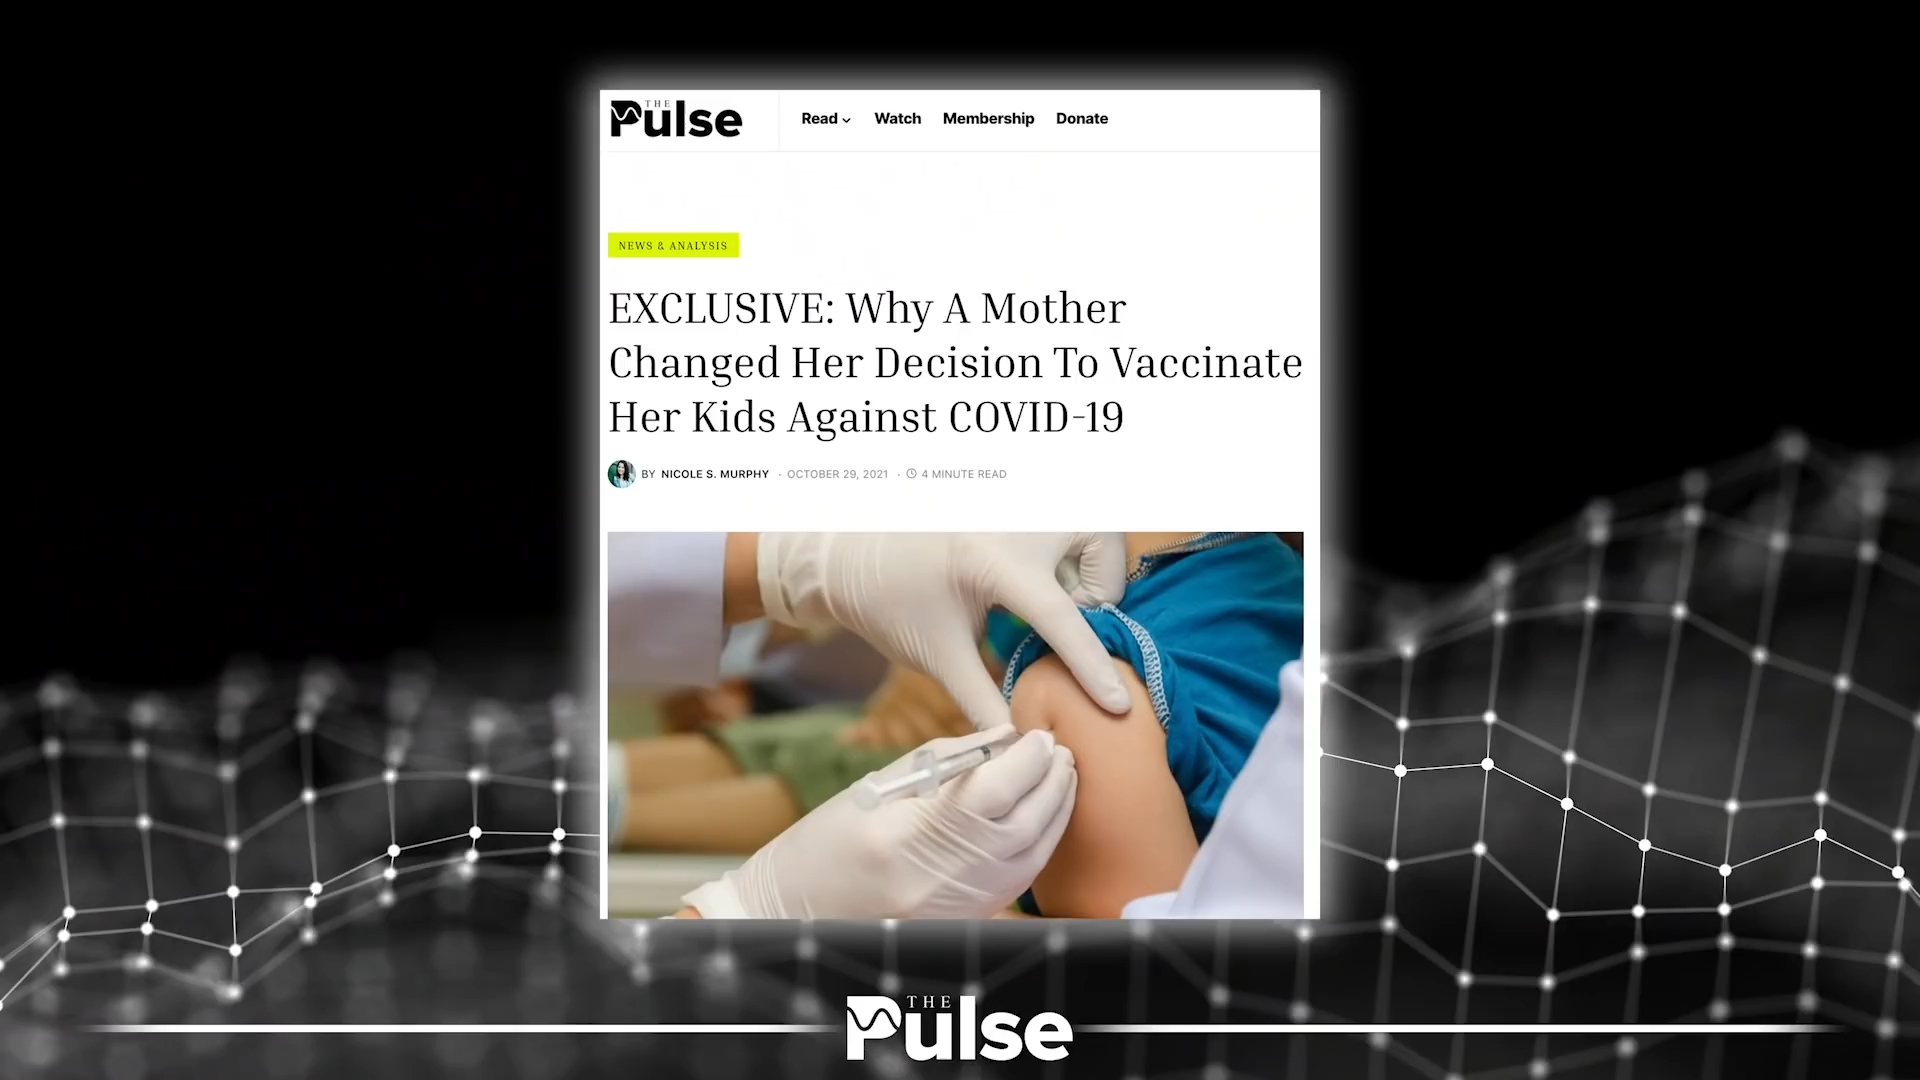 THE
Pulse
Read Watch Membership Donate
NEWS & ANALYSIS
EXCLUSIVE: Why A Mother
Changed Her Decision To Vaccinate
Her Kids Against COVID-19
BY NICOLE S. MURPHY · OCTOBER 29, 2021 · 4 MINUTE READ
THE
Pulse